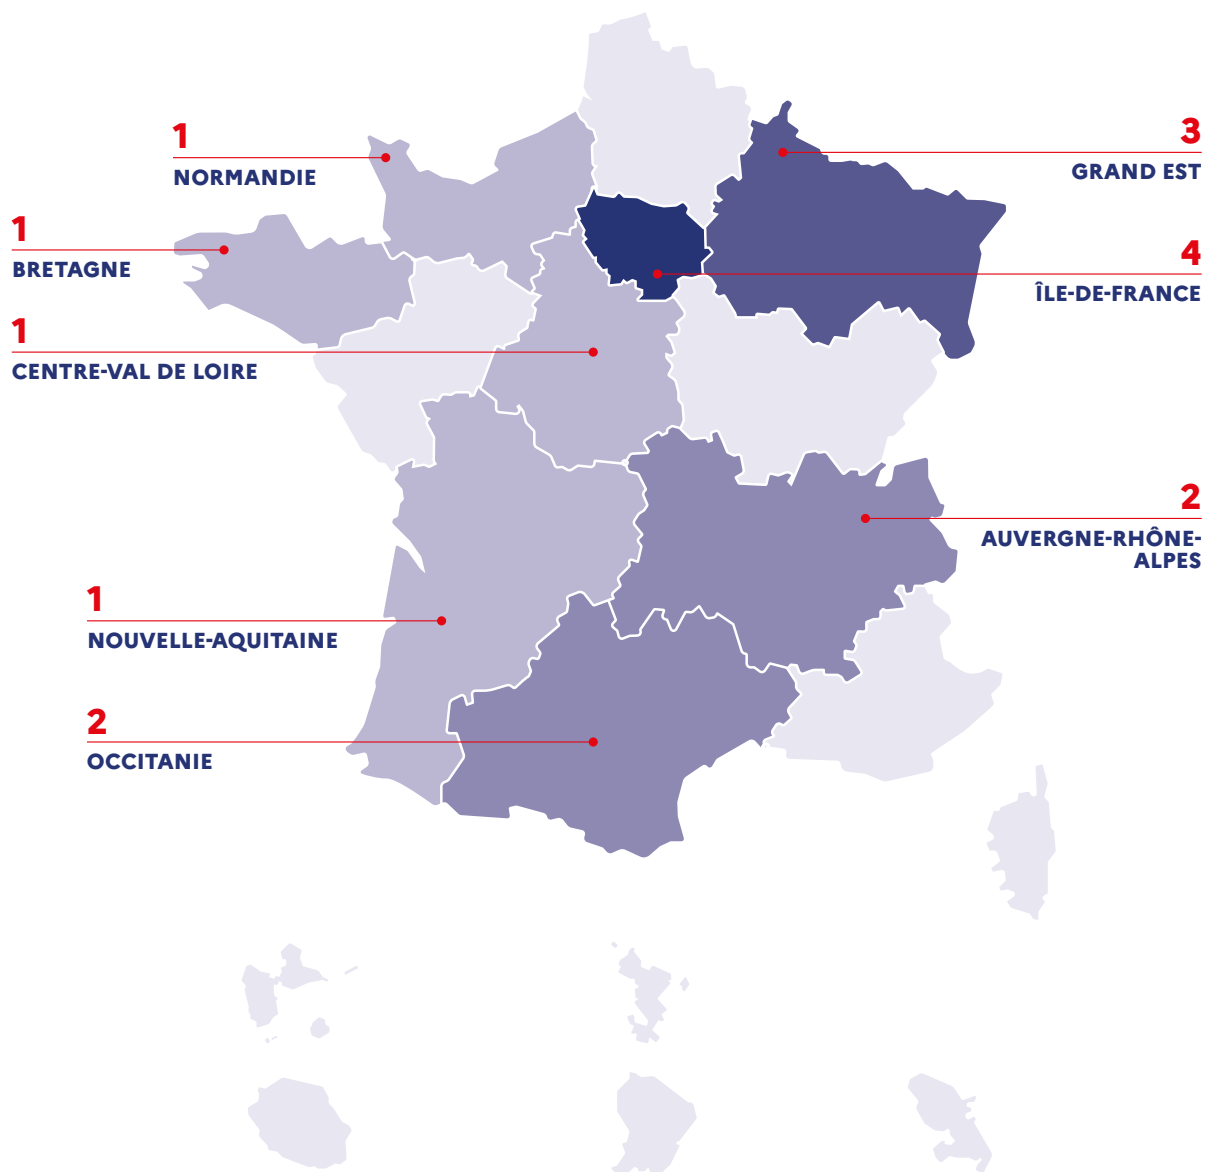 1
NORMANDIE
3
GRAND EST
1
BRETAGNE
4
ÎLE-DE-FRANCE
1
CENTRE-VAL DE LOIRE
2
AUVERGNE-RHÔNE-
ALPES
1
NOUVELLE-AQUITAINE
2
OCCITANIE